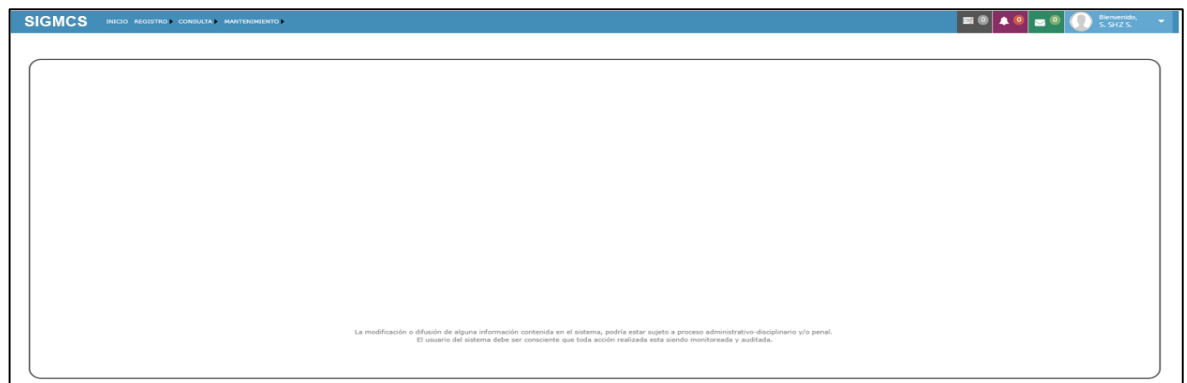 SIGMCS INICIO REGISTRO CONSULTA MANTENIMIENTO 0 0 0 Bienvenido,
S. SHZ S.
La modificación o difusión de alguna información contenida en el sistema, podría estar sujeto a proceso administrativo-disciplinario y/o penal.
El usuario del sistema debe ser consciente que toda acción realizada esta siendo monitoreada y auditada.